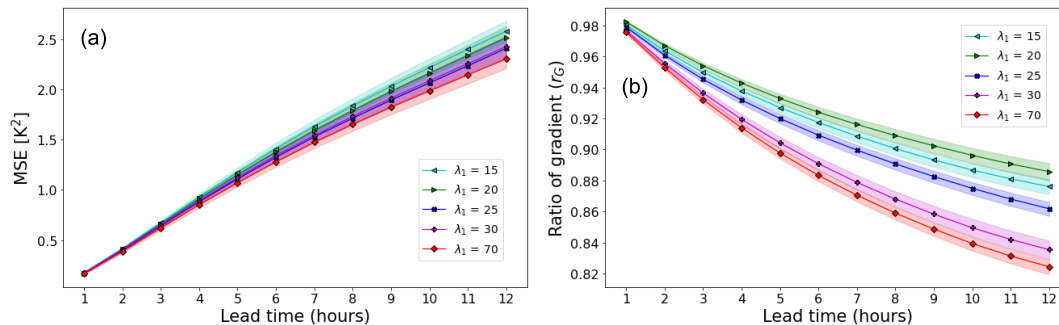 (a)
MSE [K²]
2.5
2.0
1.5
1.0
0.5
λ₁ = 15
λ₁ = 20
λ₁ = 25
λ₁ = 30
λ₁ = 70
1 2 3 4 5 6 7 8 9 10 11 12
Lead time (hours)
(b)
Ratio of gradient (r_G)
0.98
0.96
0.94
0.92
0.90
0.88
0.86
0.84
0.82
λ₁ = 15
λ₁ = 20
λ₁ = 25
λ₁ = 30
λ₁ = 70
1 2 3 4 5 6 7 8 9 10 11 12
Lead time (hours)